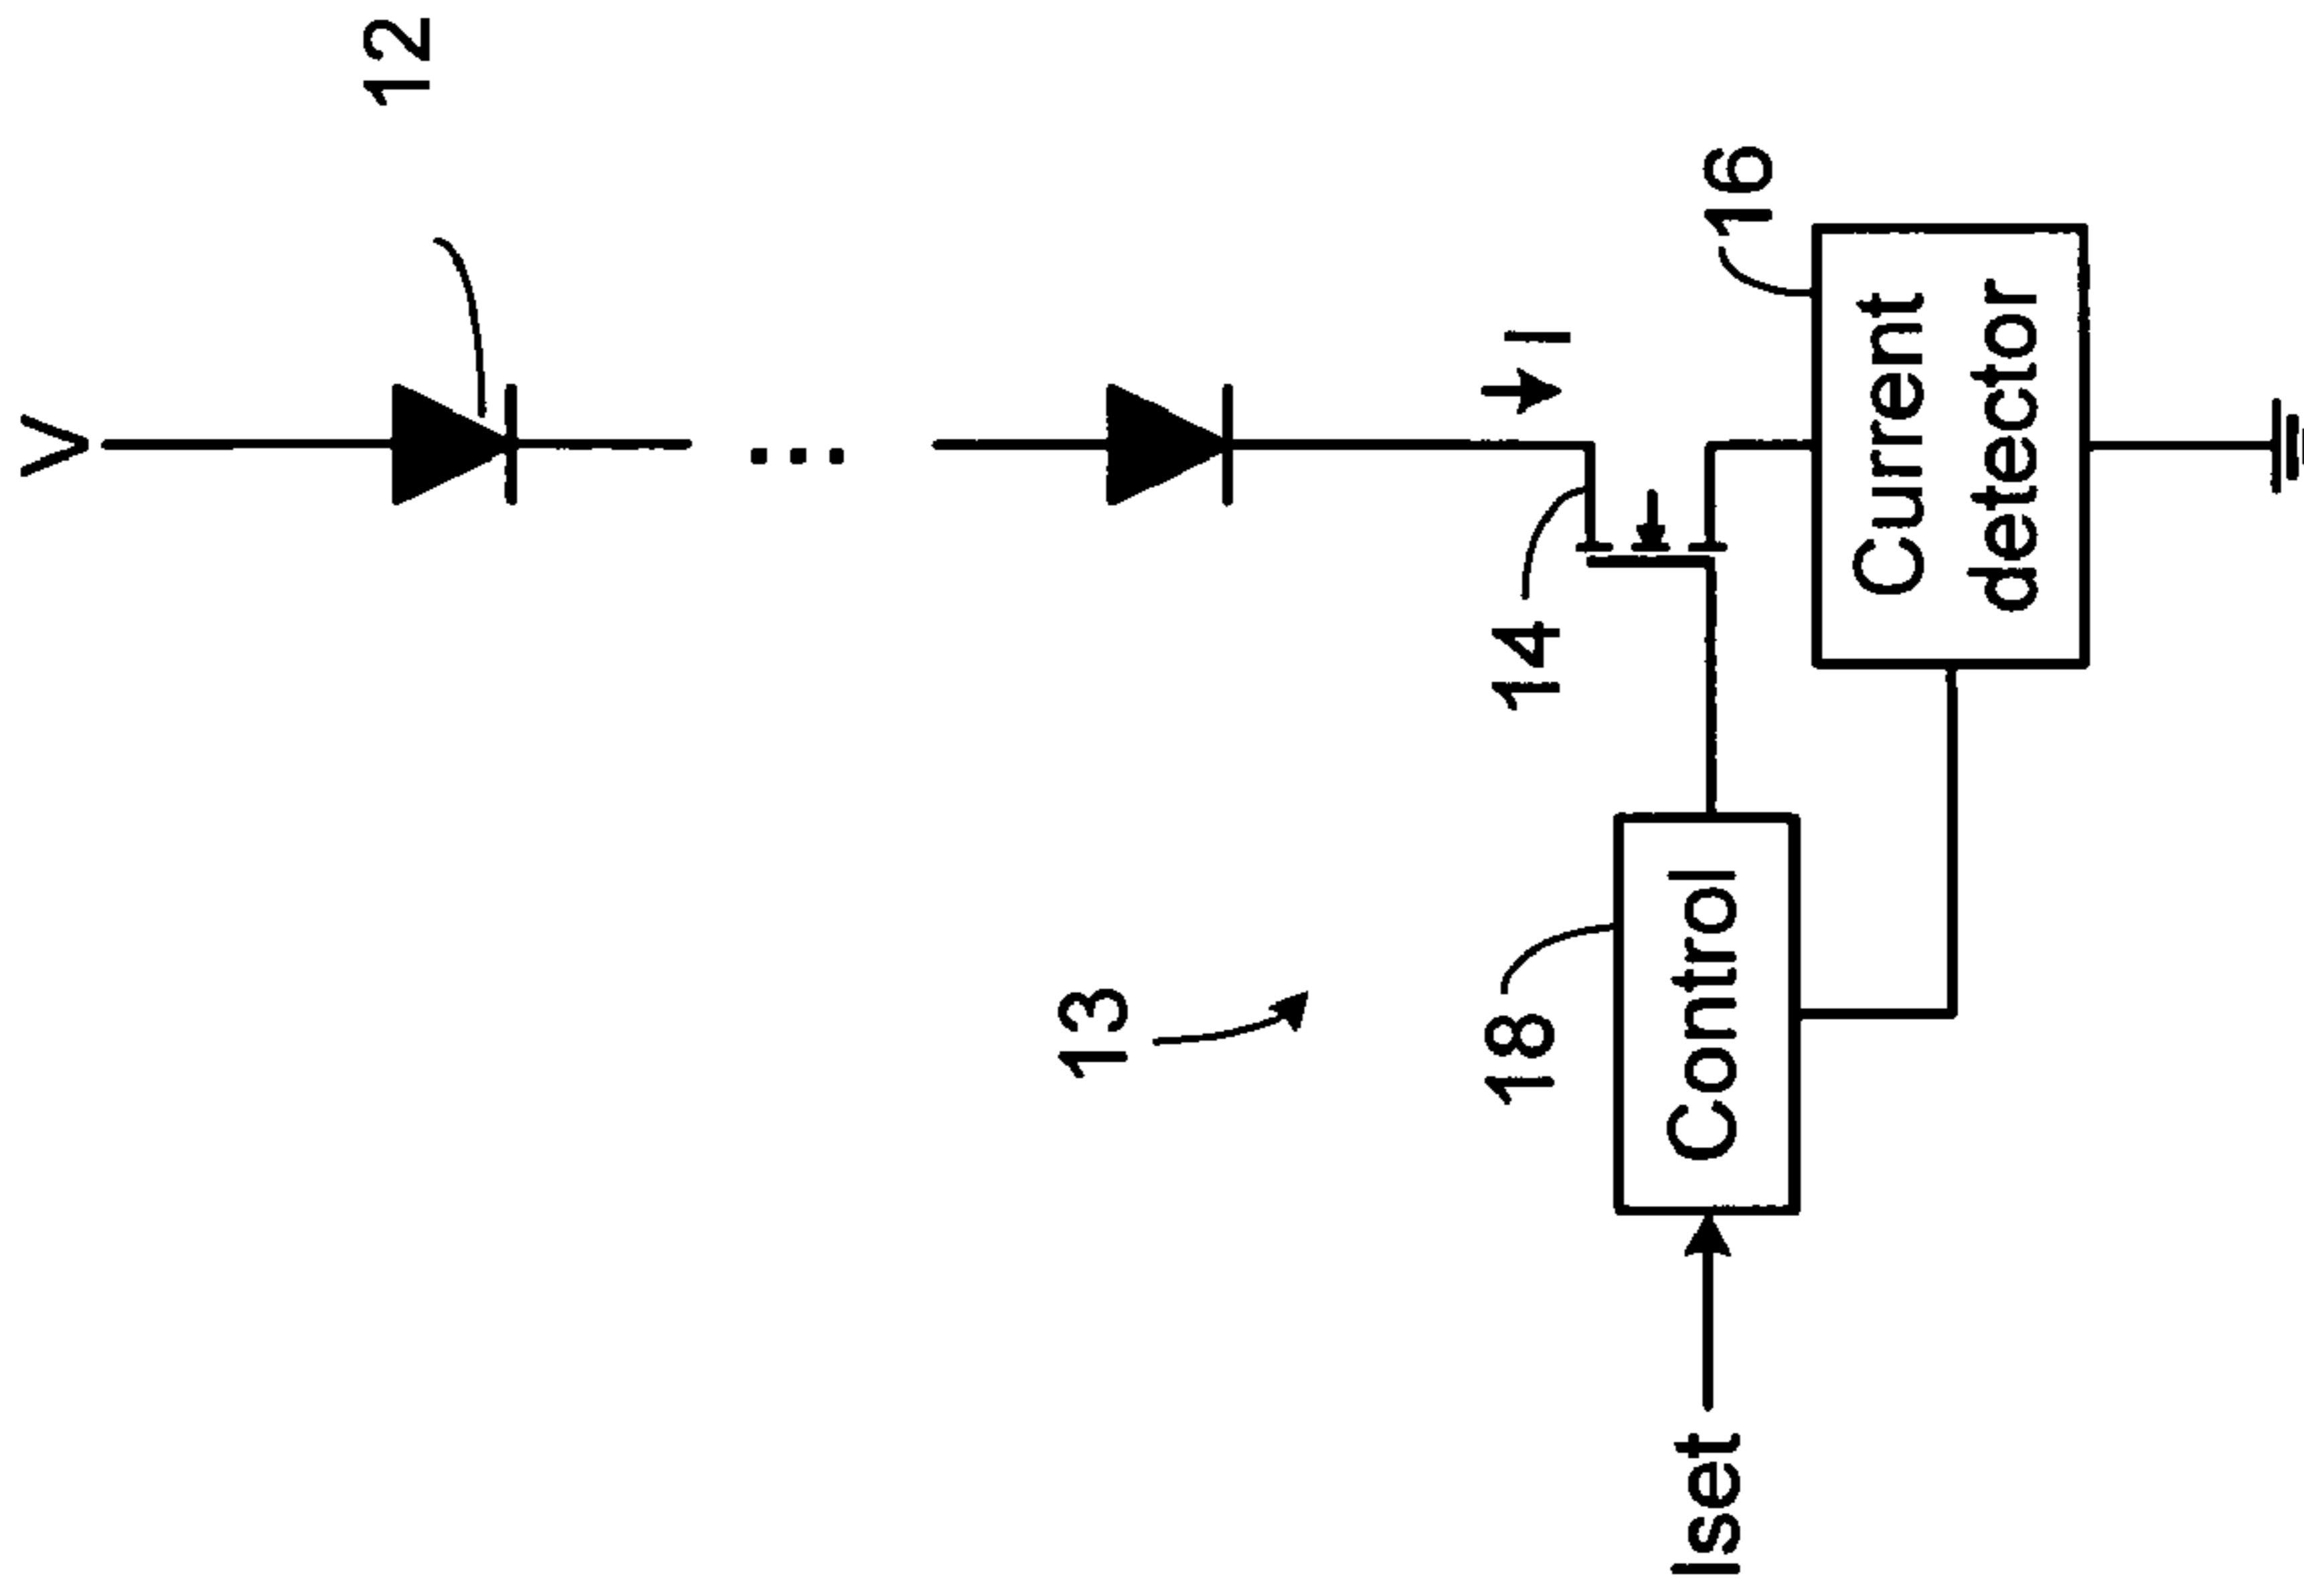 V
12
I
14
16
Current
detector
13
18
Control
Iset